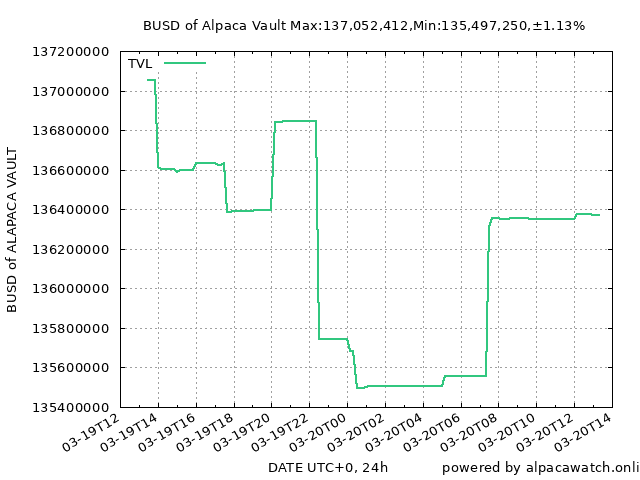 BUSD of Alpaca Vault Max:137,052,412,Min:135,497,250,±1.13%
TVL
137200000
137000000
136800000
136600000
136400000
136200000
136000000
135800000
135600000
135400000
BUSD of ALAPACA VAULT
03-19T12
03-19T14
03-19T16
03-19T18
03-19T20
03-19T22
03-20T00
03-20T02
03-20T04
03-20T06
03-20T08
03-20T10
03-20T12
03-20T14
DATE UTC+0, 24h
powered by alpacawatch.onli